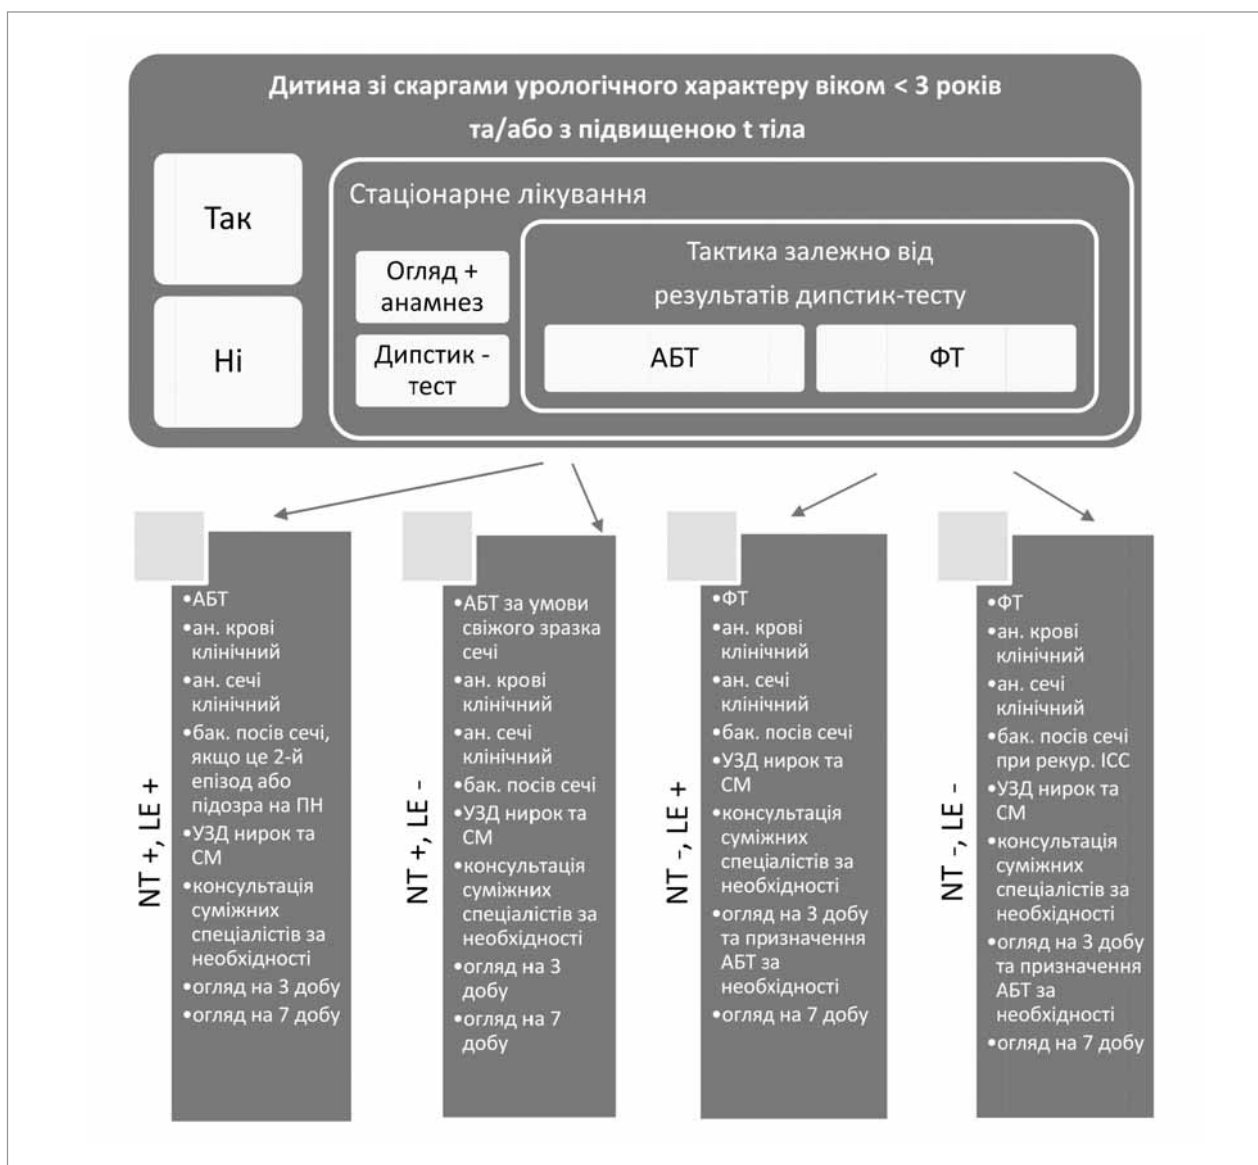 Дитина зі скаргами урологічного характеру віком < 3 років
та/або з підвищеною t тіла
Так
Ні
Стаціонарне лікування
Огляд +
анамнез
Дипстик -
тест
Тактика залежно від
результатів дипстик-тесту
АБТ
ФТ
NT +, LE +
•АБТ
•ан. крові
клінічний
•ан. сечі
клінічний
•бак. посів сечі,
якщо це 2-й
епізод або
підозра на ПН
•УЗД нирок та
СМ
•консультація
суміжних
спеціалістів за
необхідності
•огляд на 3 добу
•огляд на 7 добу
NT +, LE -
•АБТ за умови
свіжого зразка
сечі
•ан. крові
клінічний
•ан. сечі
клінічний
•бак. посів сечі
•УЗД нирок та
СМ
•консультація
суміжних
спеціалістів за
необхідності
•огляд на 3
добу
•огляд на 7
добу
NT -, LE +
•ФТ
•ан. крові
клінічний
•ан. сечі
клінічний
•бак. посів сечі
•УЗД нирок та
СМ
•консультація
суміжних
спеціалістів за
необхідності
•огляд на 3 добу
та призначення
АБТ за
необхідності
•огляд на 7 добу
NT -, LE -
•ФТ
•ан. крові
клінічний
•ан. сечі
клінічний
•бак. посів сечі
при рекур. ІСС
•УЗД нирок та
СМ
•консультація
суміжних
спеціалістів за
необхідності
•огляд на 3 добу
та призначення
АБТ за
необхідності
•огляд на 7 добу